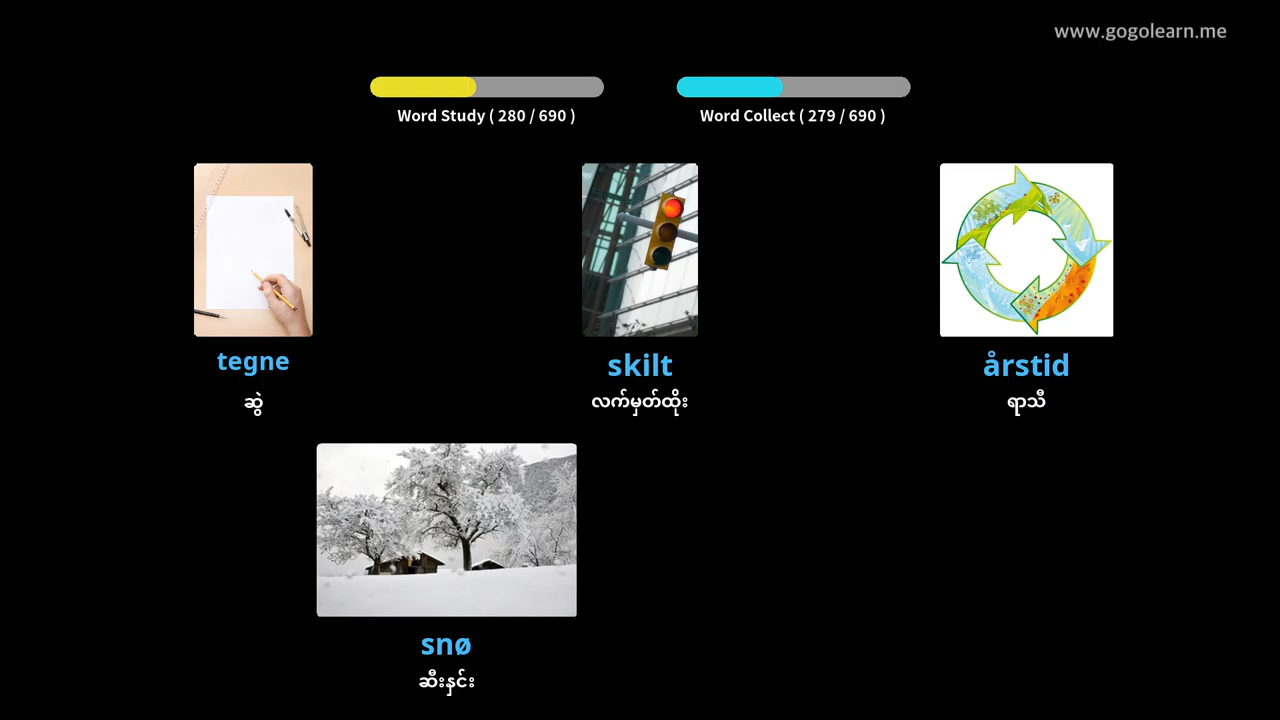 www.gogolearn.me
Word Study ( 280 / 690 )
Word Collect ( 279 / 690 )
tegne
ဆွဲ
skilt
လက်မှတ်ထိုး
årstid
ရာသီ
snø
ဆီးနှင်း